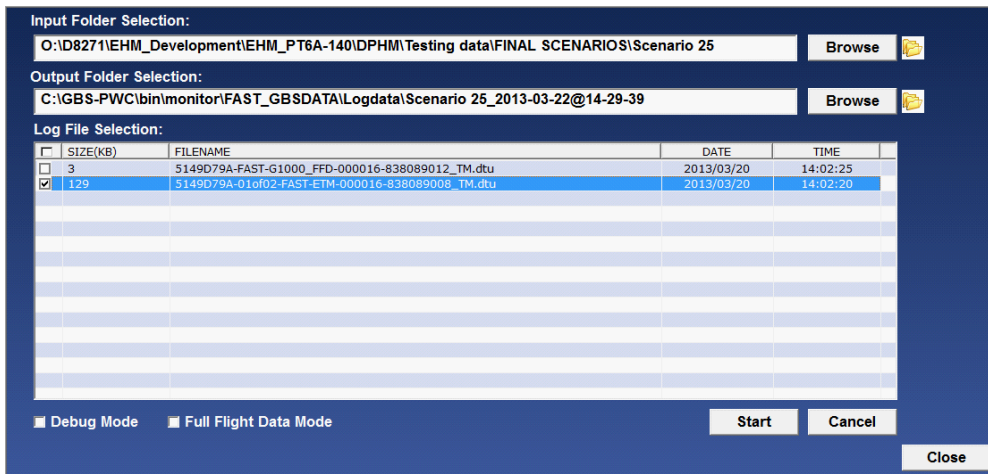 Input Folder Selection:
O:\D8271\EHM_Development\EHM_PT6A-140\DPHM\Testing data\FINAL SCENARIOS\Scenario 25
Browse
Output Folder Selection:
C:\GBS-PWC\bin\monitor\FAST_GBSDATA\Logdata\Scenario 25_2013-03-22@14-29-39
Browse
Log File Selection:
SIZE(KB) FILENAME DATE TIME
3 5149D79A-FAST-G1000_FFD-000016-838089012_TM.dtu 2013/03/20 14:02:25
129 5149D79A-01of02-FAST-ETM-000016-838089008_TM.dtu 2013/03/20 14:02:20
Debug Mode Full Flight Data Mode Start Cancel
Close